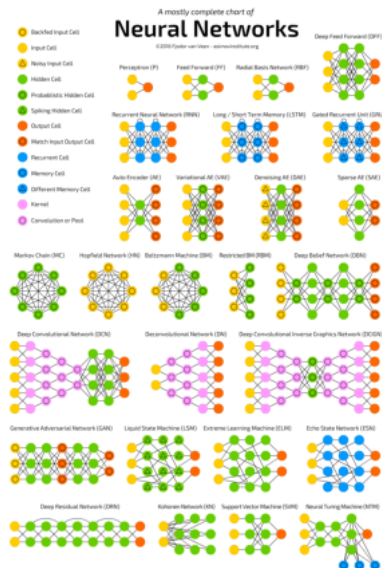 A mostly complete chart of
Neural Networks
©2016 Fjodor van Veen - asimovinstitute.org
Backfed Input Cell
Input Cell
Noisy Input Cell
Hidden Cell
Probablistic Hidden Cell
Spiking Hidden Cell
Output Cell
Match Input Output Cell
Recurrent Cell
Memory Cell
Different Memory Cell
Kernel
Convolution or Pool
Deep Feed Forward (DFF)
Perceptron (P)
Feed Forward (FF)
Radial Basis Network (RBF)
Recurrent Neural Network (RNN)
Long / Short Term Memory (LSTM)
Gated Recurrent Unit (GRU)
Auto Encoder (AE)
Variational AE (VAE)
Denoising AE (DAE)
Sparse AE (SAE)
Markov Chain (MC)
Hopfield Network (HN)
Boltzmann Machine (BM)
Restricted BM (RBM)
Deep Belief Network (DBN)
Deep Convolutional Network (DCN)
Deconvolutional Network (DN)
Deep Convolutional Inverse Graphics Network (DCIGN)
Generative Adversarial Network (GAN)
Liquid State Machine (LSM)
Extreme Learning Machine (ELM)
Echo State Network (ESN)
Deep Residual Network (DRN)
Kohonen Network (KN)
Support Vector Machine (SVM)
Neural Turing Machine (NTM)